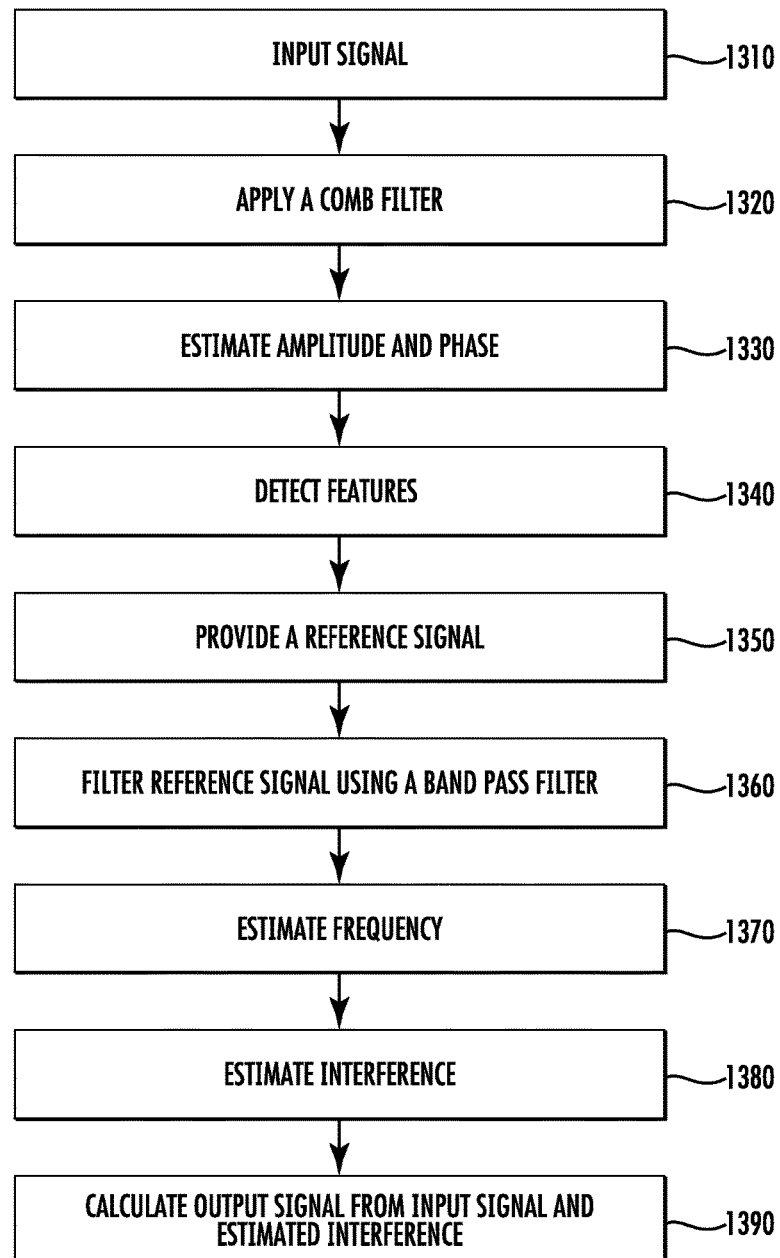 INPUT SIGNAL
1310
APPLY A COMB FILTER
1320
ESTIMATE AMPLITUDE AND PHASE
1330
DETECT FEATURES
1340
PROVIDE A REFERENCE SIGNAL
1350
FILTER REFERENCE SIGNAL USING A BAND PASS FILTER
1360
ESTIMATE FREQUENCY
1370
ESTIMATE INTERFERENCE
1380
CALCULATE OUTPUT SIGNAL FROM INPUT SIGNAL AND
ESTIMATED INTERFERENCE
1390